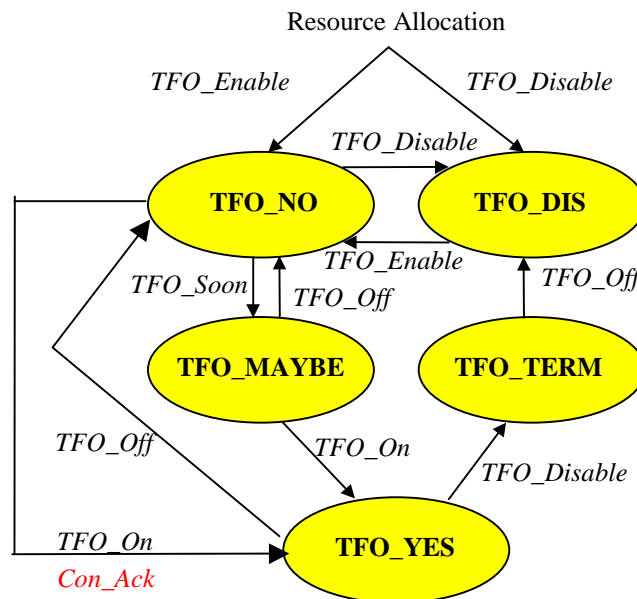 Resource Allocation
TFO_Enable
TFO_Disable
TFO_Disable
TFO_NO
TFO_DIS
TFO_Enable
TFO_Soon
TFO_Off
TFO_Off
TFO_MAYBE
TFO_TERM
TFO_Off
TFO_On
TFO_Disable
TFO_On
TFO_YES
Con_Ack